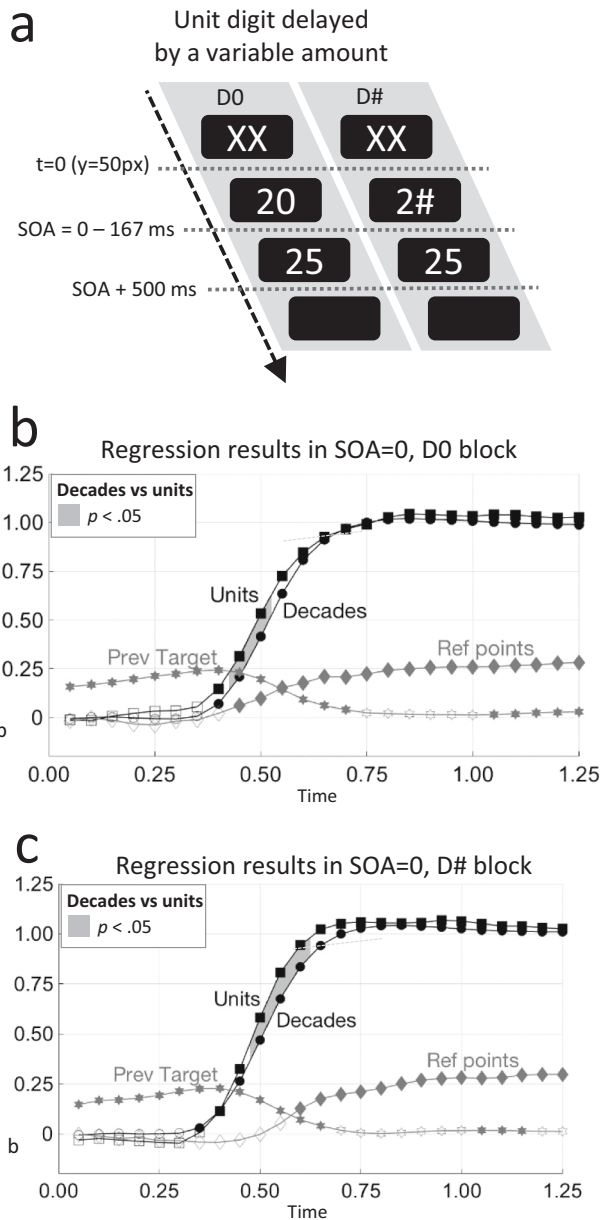 a
Unit digit delayed
by a variable amount
D0 D#
XX XX
t=0 (y=50px)
20 2#
SOA = 0 – 167 ms
25 25
SOA + 500 ms
b
Regression results in SOA=0, D0 block
1.25
Decades vs units
p < .05
1.00
0.75
Units
Decades
0.50
Prev Target
Ref points
0.25
0
b
0.00 0.25 0.50 0.75 1.00 1.25
Time
c
Regression results in SOA=0, D# block
1.25
Decades vs units
p < .05
1.00
0.75
Units
Decades
0.50
Prev Target
Ref points
0.25
0
b
0.00 0.25 0.50 0.75 1.00 1.25
Time